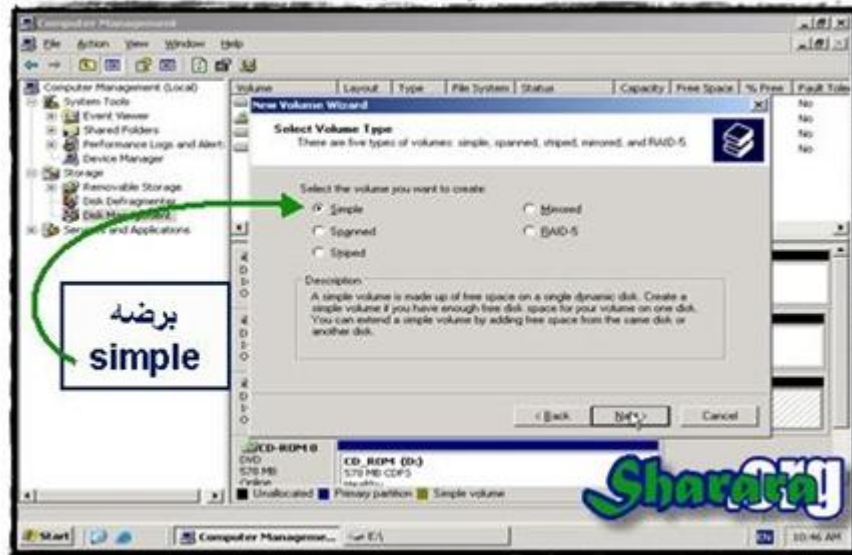 Computer Management
File Action View Window Help
Computer Management (Local)
System Tools
Event Viewer
Shared Folders
Performance Logs and Alerts
Device Manager
Storage
Removable Storage
Disk Defragmenter
Disk Management
Services and Applications
Volume Layout Type File System Status Capacity Free Space % Free Fault Toler
No
No
No
No
New Volume Wizard
Select Volume Type
There are five types of volumes: simple, spanned, striped, mirrored, and RAID-5.
Select the volume you want to create:
Simple Mirrored
Spanned RAID-5
Striped
Description
A simple volume is made up of free space on a single dynamic disk. Create a
simple volume if you have enough free disk space for your volume on one disk.
You can extend a simple volume by adding free space from the same disk or
another disk.
< Back Next > Cancel
برضه
simple
CD-ROM 0
DVD
578 MB
Online
CD_ROM (D:)
578 MB CDFS
Healthy
Unallocated Primary partition Simple volume
Sharara.org
Start Computer Manageme... EN 10:46 AM